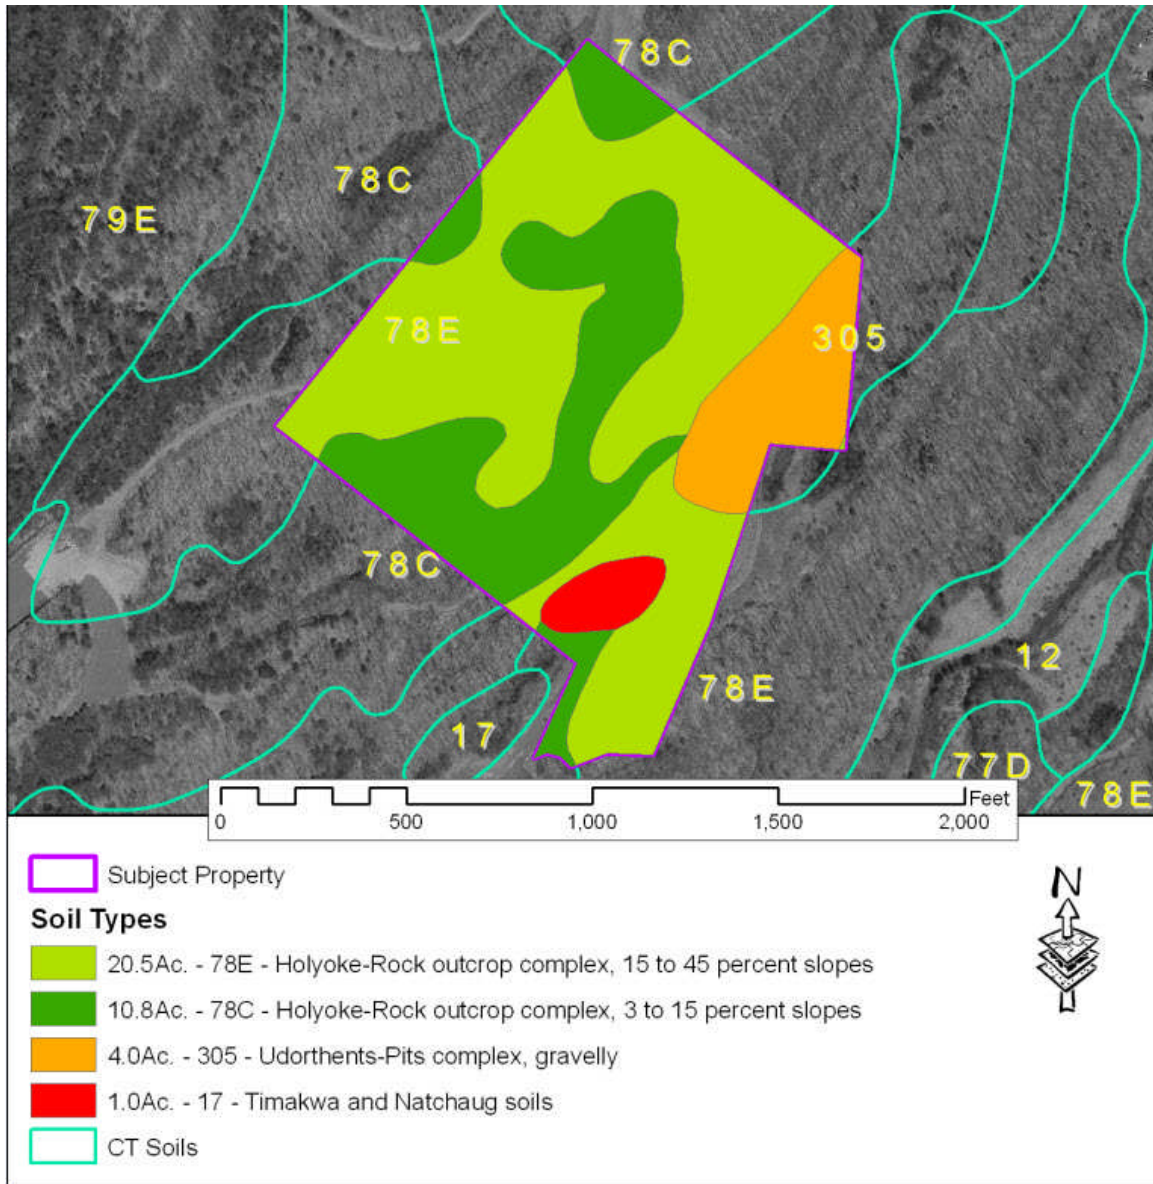 78C
78C
79E
78E
305
78C
12
78E
17
77D
78E
Feet
0 500 1,000 1,500 2,000
Subject Property
N
Soil Types
20.5Ac. - 78E - Holyoke-Rock outcrop complex, 15 to 45 percent slopes
10.8Ac. - 78C - Holyoke-Rock outcrop complex, 3 to 15 percent slopes
4.0Ac. - 305 - Udorthents-Pits complex, gravelly
1.0Ac. - 17 - Timakwa and Natchaug soils
CT Soils